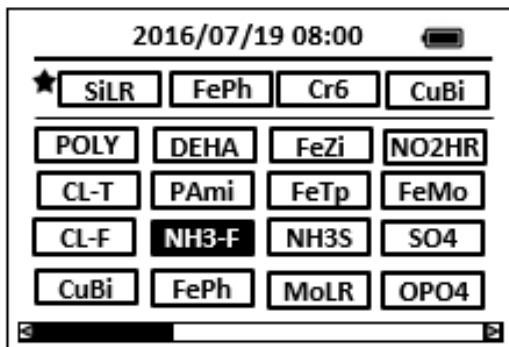 2016/07/19 08:00
★ SiLR FePh Cr6 CuBi
POLY DEHA FeZi NO2HR
CL-T PAmi FeTp FeMo
CL-F NH3-F NH3S SO4
CuBi FePh MoLR OPO4